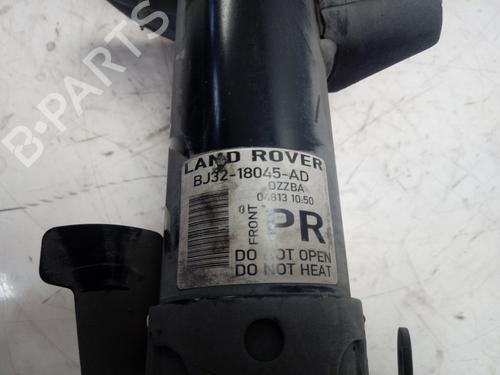 LAND ROVER
BJ32-18045-AD
DZZBA
04813 10:50
FRONT
PR
DO NOT OPEN
DO NOT HEAT
B-PARTS